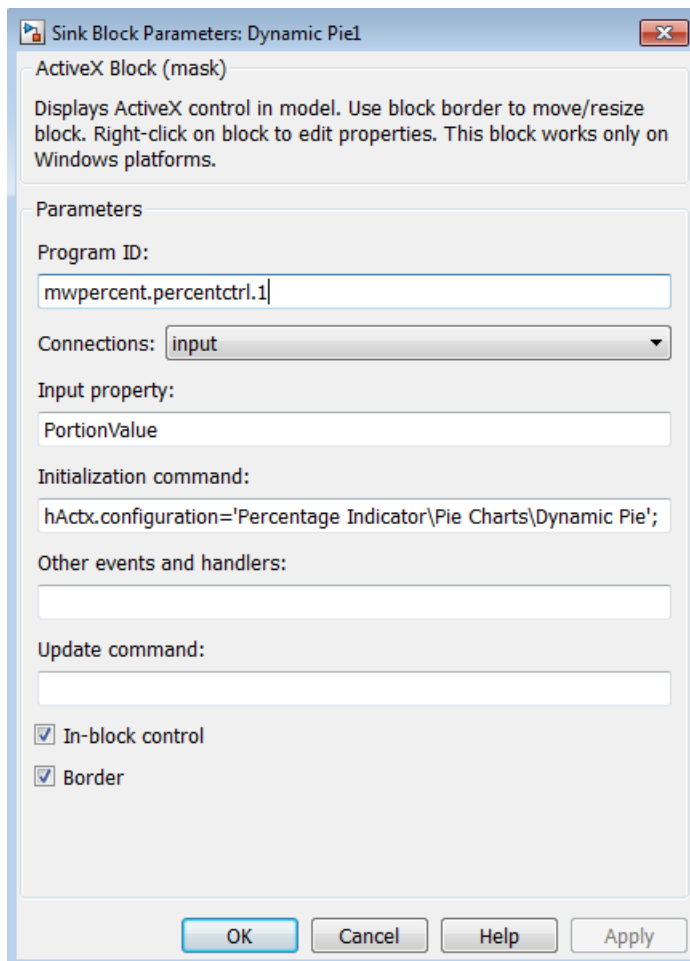 Sink Block Parameters: Dynamic Pie1
ActiveX Block (mask)
Displays ActiveX control in model. Use block border to move/resize
block. Right-click on block to edit properties. This block works only on
Windows platforms.
Parameters
Program ID:
mwpercent.percentctrl.1
Connections: input
Input property:
PortionValue
Initialization command:
hActx.configuration='Percentage Indicator\Pie Charts\Dynamic Pie';
Other events and handlers:
Update command:
In-block control
Border
OK Cancel Help Apply